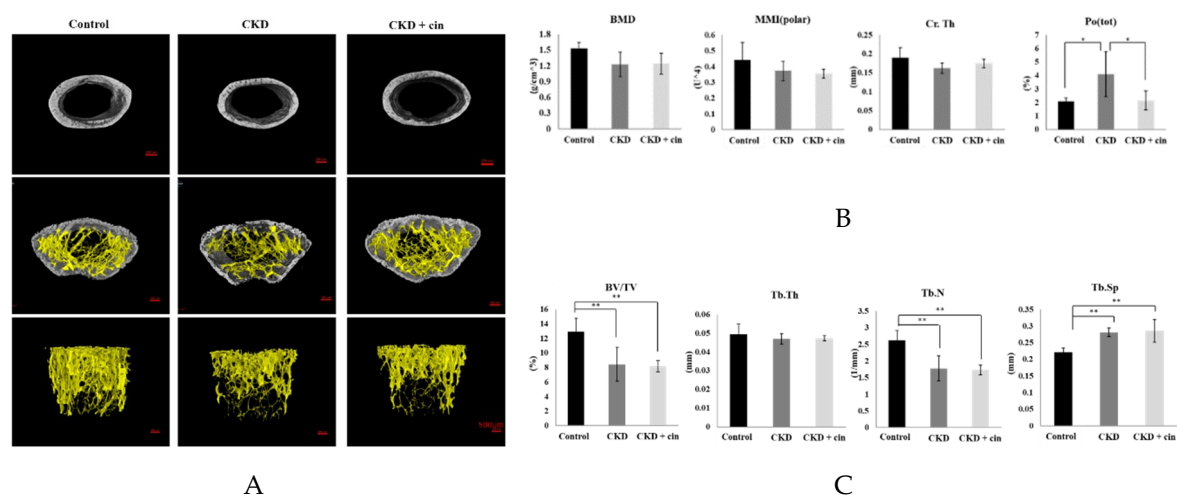 Control CKD CKD + cin
A
BMD
(g/cm^3)
1.8
1.5
1.2
0.9
0.6
0.3
0
Control CKD CKD + cin
MMI(polar)
(U^4)
0.6
0.5
0.4
0.3
0.2
0.1
0
Control CKD CKD + cin
Cr. Th
(mm)
0.25
0.2
0.15
0.1
0.05
0
Control CKD CKD + cin
Po(tot)
(%)
7
6
5
4
3
2
1
0
* *
Control CKD CKD + cin
B
BV/TV
(%)
16
14
12
10
8
6
4
2
0
**
**
Control CKD CKD + cin
Tb.Th
(mm)
0.06
0.05
0.04
0.03
0.02
0.01
0
Control CKD CKD + cin
Tb.N
(1/mm)
3
2.5
2
1.5
1
0.5
0
**
**
Control CKD CKD + cin
Tb.Sp
(mm)
0.35
0.3
0.25
0.2
0.15
0.1
0.05
0
**
**
Control CKD CKD + cin
C